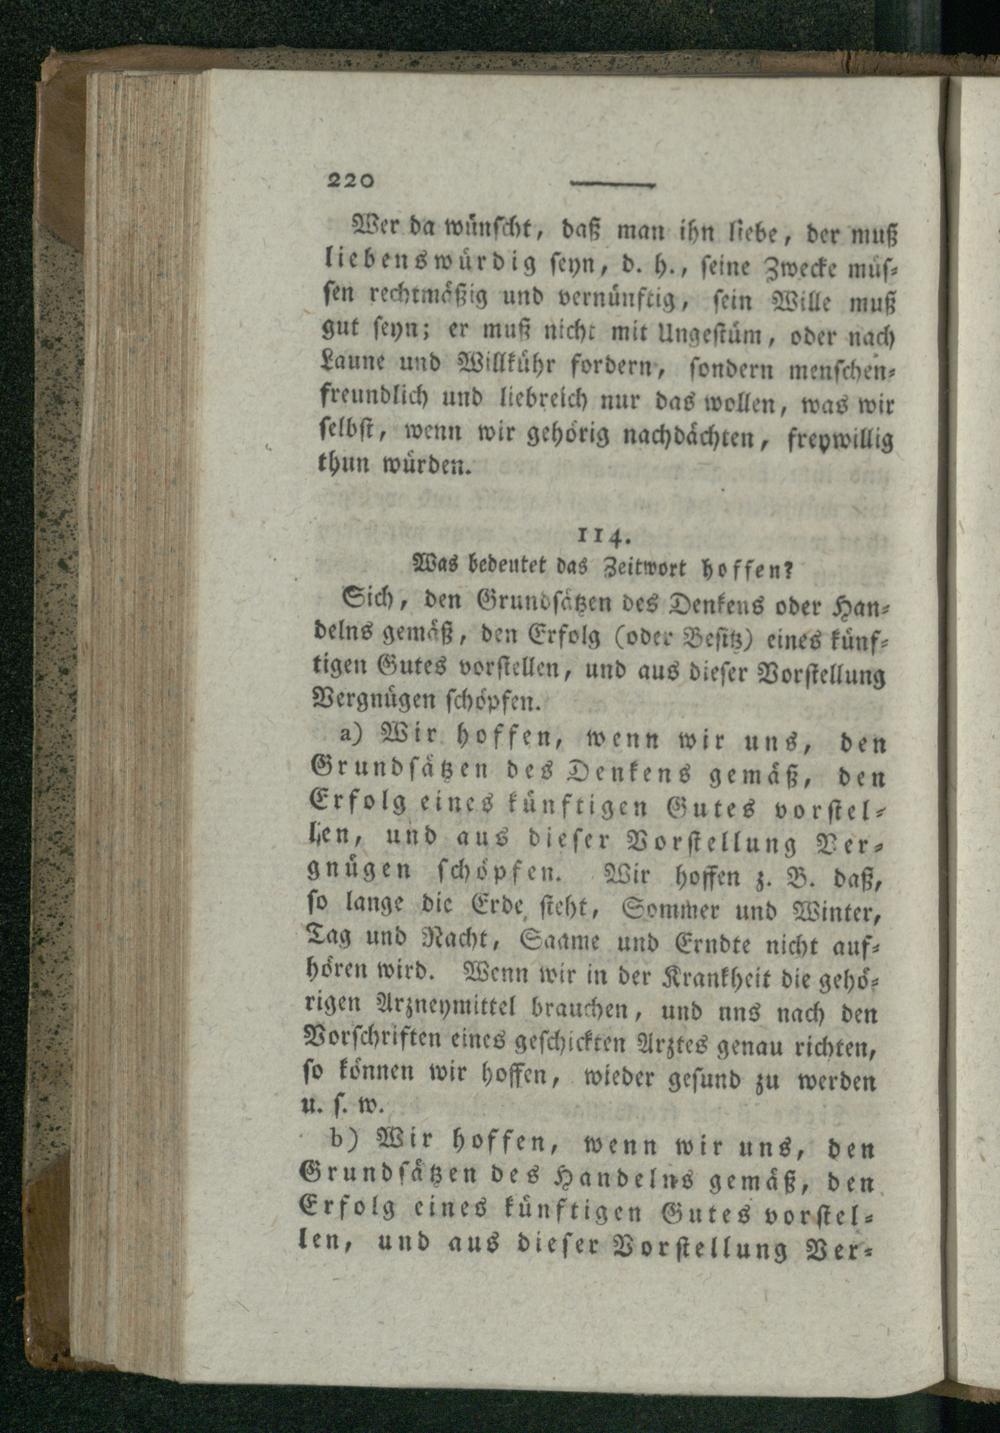 220
Wer da wünscht, daß man ihn liebe, der muß
liebenswürdig seyn, d. h., seine Zwecke müs-
sen rechtmäßig und vernünftig, sein Wille muß
gut seyn; er muß nicht mit Ungestüm, oder nach
Laune und Willkühr fordern, sondern menschen-
freundlich und liebreich nur das wollen, was wir
selbst, wenn wir gehörig nachdächten, freywillig
thun würden.
114.
Was bedeutet das Zeitwort hoffen?
Sich, den Grundsätzen des Denkens oder Han-
delns gemäß, den Erfolg (oder Besitz) eines künf-
tigen Gutes vorstellen, und aus dieser Vorstellung
Vergnügen schöpfen.
a) Wir hoffen, wenn wir uns, den
Grundsätzen des Denkens gemäß, den
Erfolg eines künftigen Gutes vorstel-
len, und aus dieser Vorstellung Ver-
gnügen schöpfen. Wir hoffen z. B. daß,
so lange die Erde steht, Sommer und Winter,
Tag und Nacht, Saame und Erndte nicht auf-
hören wird. Wenn wir in der Krankheit die gehö-
rigen Arzneymittel brauchen, und uns nach den
Vorschriften eines geschickten Arztes genau richten,
so können wir hoffen, wieder gesund zu werden
u. s. w.
b) Wir hoffen, wenn wir uns, den
Grundsätzen des Handelns gemäß, den
Erfolg eines künftigen Gutes vorstel-
len, und aus dieser Vorstellung Ver-